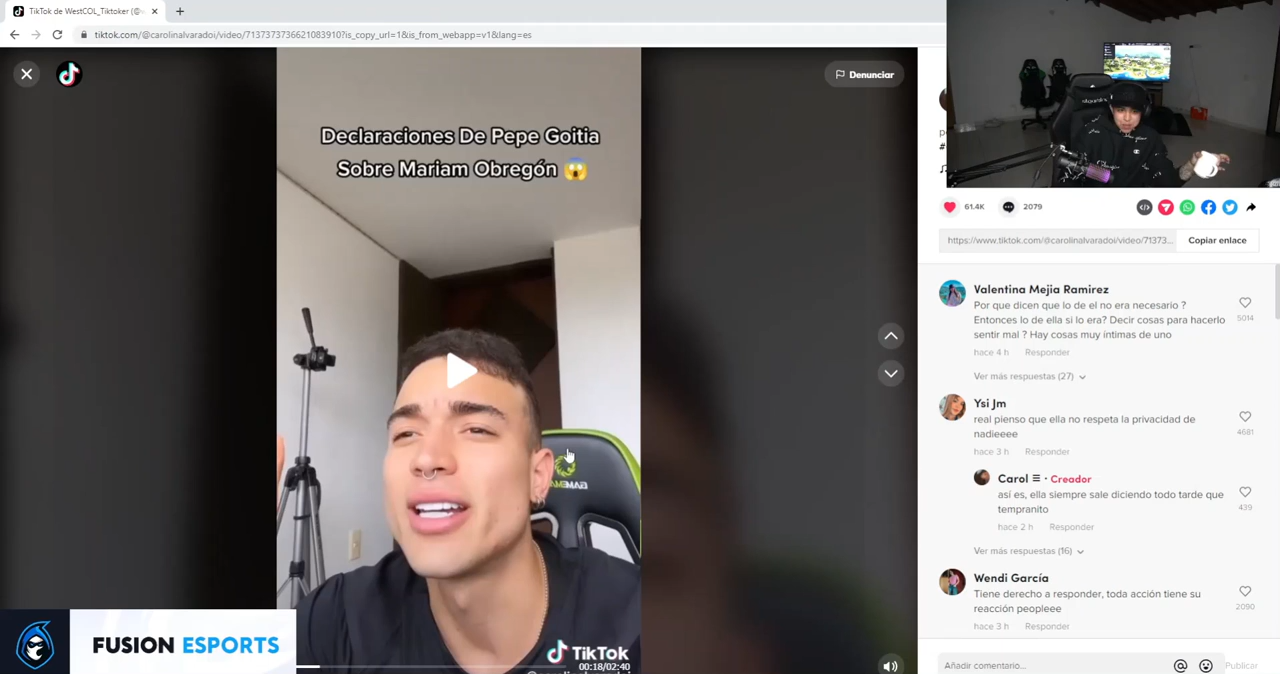 TikTok de WestCOL_Tiktoker (@
tiktok.com/@carolinalvaradoi/video/7137373736621083910?is_copy_url=1&is_from_webapp=v1&lang=es
Denunciar
Declaraciones De Pepe Goitia
Sobre Mariam Obregón 😱
GAMEMAX
TikTok
00:18/02:40
FUSION ESPORTS
61.4K
2079
https://www.tiktok.com/@carolinalvaradoi/video/71373...
Copiar enlace
Valentina Mejia Ramirez
Por que dicen que lo de el no era necesario ?
Entonces lo de ella si lo era? Decir cosas para hacerlo
sentir mal ? Hay cosas muy íntimas de uno
5014
hace 4 h Responder
Ver más respuestas (27)
Ysi Jm
real pienso que ella no respeta la privacidad de
nadieeee
4681
hace 3 h Responder
Carol ☰ · Creador
así es, ella siempre sale diciendo todo tarde que
tempranito
439
hace 2 h Responder
Ver más respuestas (16)
Wendi García
Tiene derecho a responder, toda acción tiene su
reacción peopleee
2090
hace 3 h Responder
Añadir comentario...
Publicar